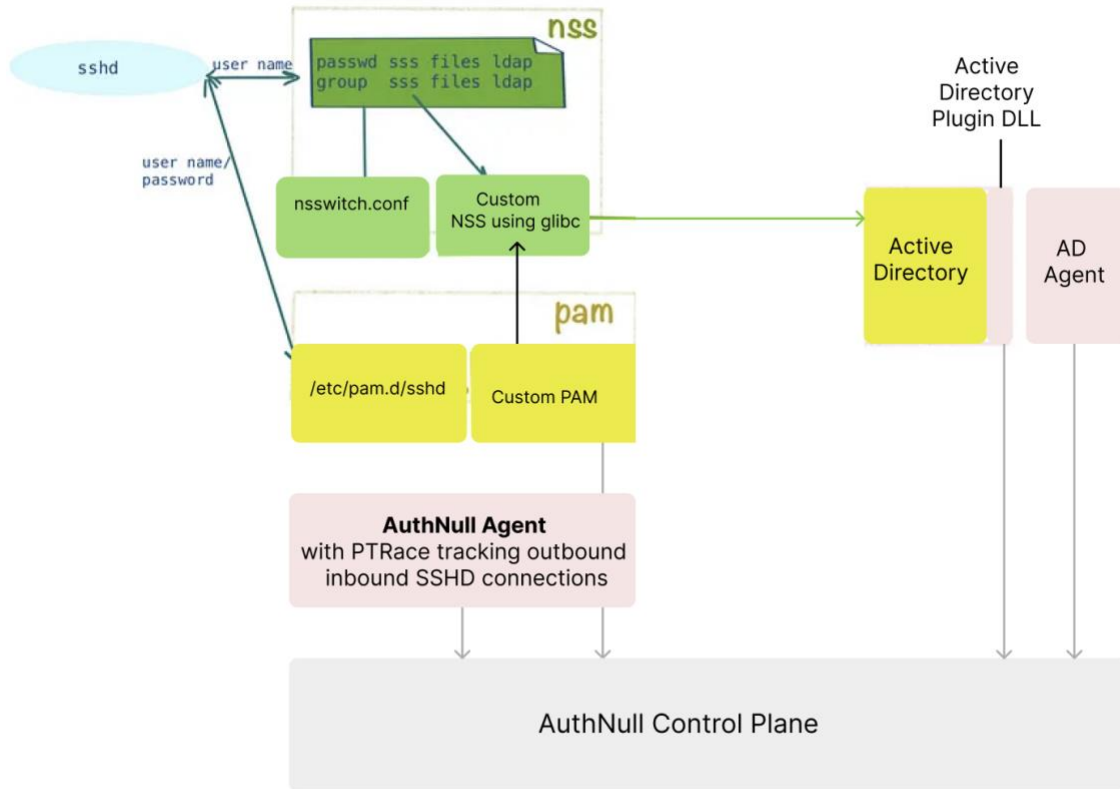 nss
sshd
user name
passwd sss files ldap
group sss files ldap
user name/
password
nsswitch.conf
Custom
NSS using glibc
Active
Directory
Plugin DLL
Active
Directory
AD
Agent
pam
/etc/pam.d/sshd
Custom PAM
AuthNull Agent
with PTRace tracking outbound
inbound SSHD connections
AuthNull Control Plane